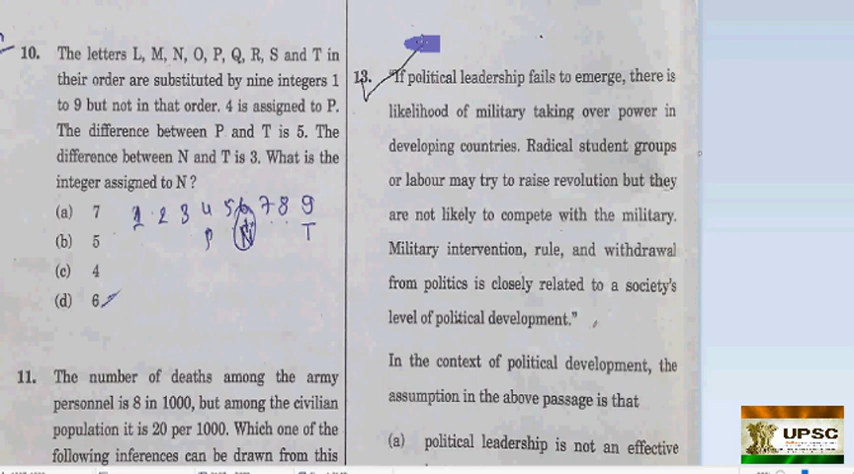 10. The letters L, M, N, O, P, Q, R, S and T in
their order are substituted by nine integers 1
to 9 but not in that order. 4 is assigned to P.
The difference between P and T is 5. The
difference between N and T is 3. What is the
integer assigned to N?
(a) 7
(b) 5
(c) 4
(d) 6
1 2 3 4 5 6 7 8 9
P N T
11. The number of deaths among the army
personnel is 8 in 1000, but among the civilian
population it is 20 per 1000. Which one of the
following inferences can be drawn from this
13. "If political leadership fails to emerge, there is
likelihood of military taking over power in
developing countries. Radical student groups
or labour may try to raise revolution but they
are not likely to compete with the military.
Military intervention, rule, and withdrawal
from politics is closely related to a society's
level of political development."
In the context of political development, the
assumption in the above passage is that
(a) political leadership is not an effective
UPSC